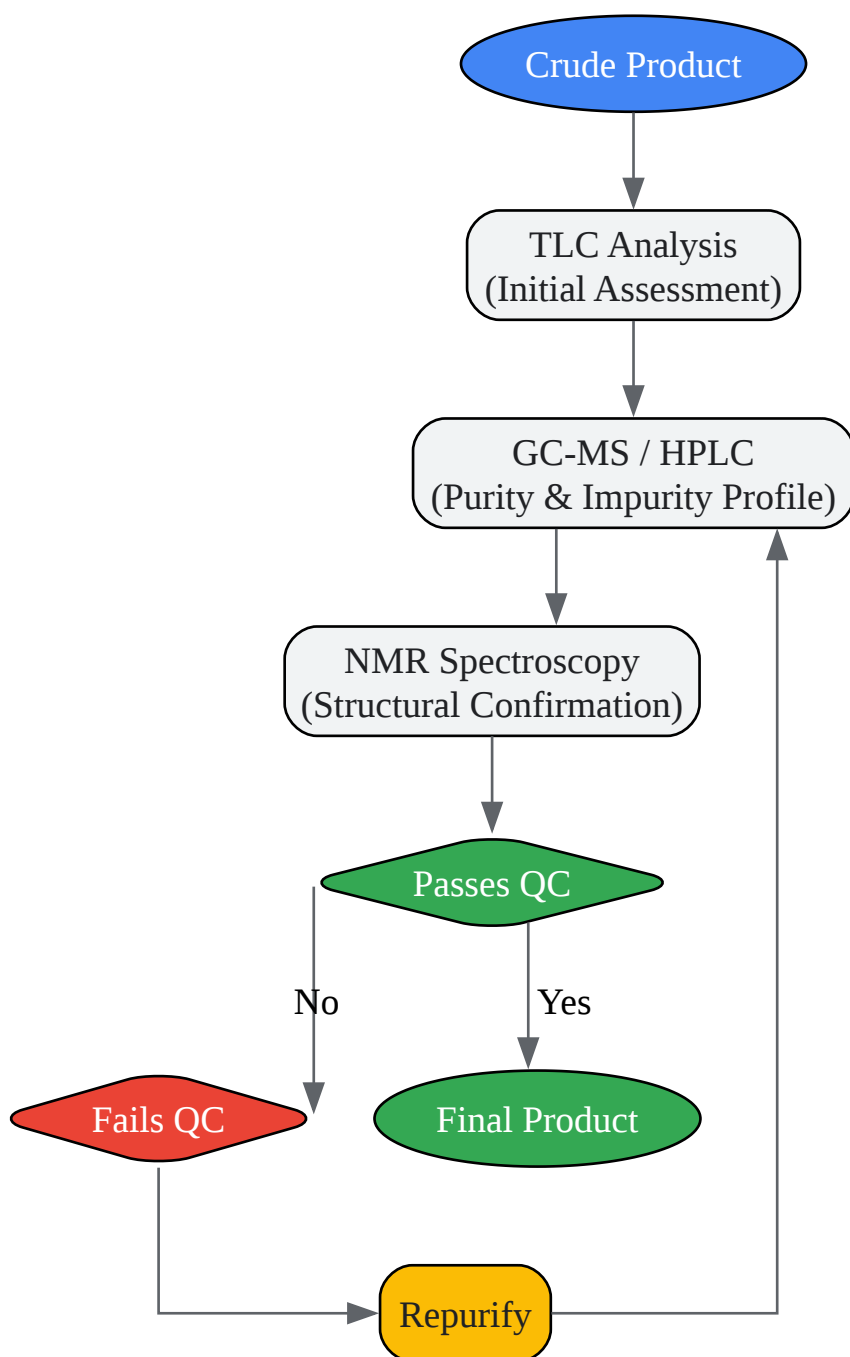 Crude Product
TLC Analysis
(Initial Assessment)
GC-MS / HPLC
(Purity & Impurity Profile)
NMR Spectroscopy
(Structural Confirmation)
Passes QC
No
Yes
Fails QC
Final Product
Repurify